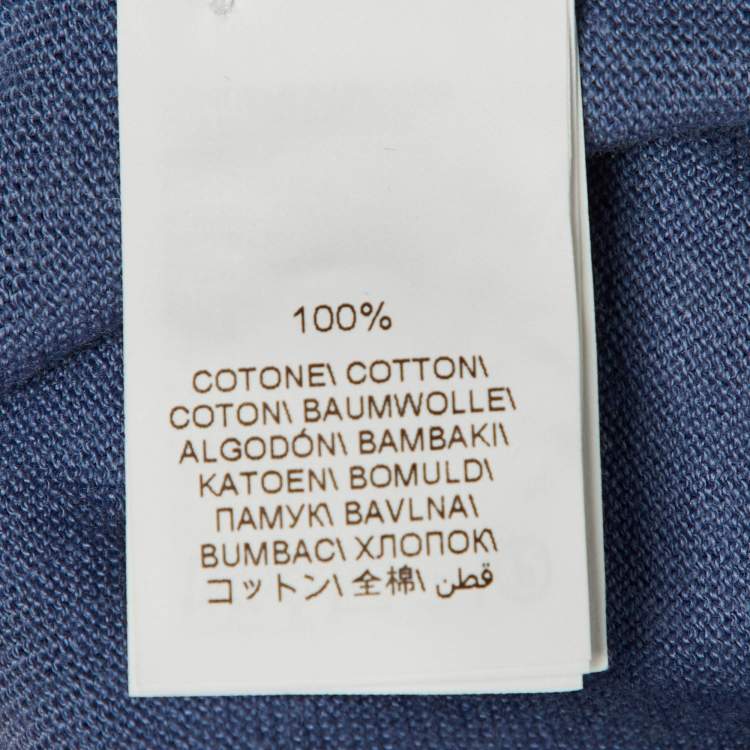 100%
COTONE\ COTTON\
COTON\ BAUMWOLLE\
ALGODÓN\ BAMBAKI\
KATOEN\ BOMULD\
ПАМУК\ BAVLNA\
BUMBAC\ ХЛОПОК\
コットン\ 全棉\ قطن